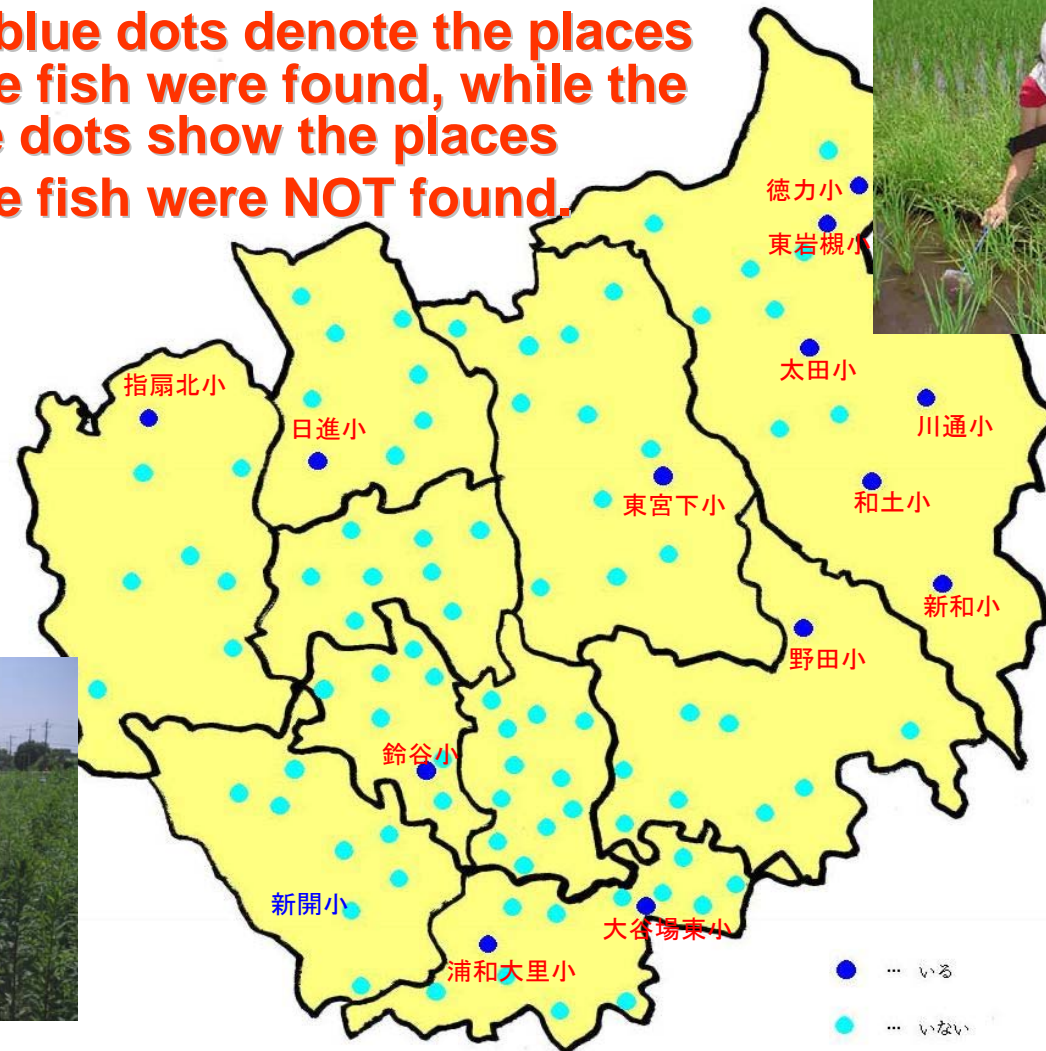 blue dots denote the places
e fish were found, while the
e dots show the places
e fish were NOT found.
徳力小
東岩槻小
太田小
指扇北小
川通小
日進小
和土小
東宮下小
新和小
野田小
鈴谷小
新開小
大谷場東小
浦和大里小
… いる
… いない